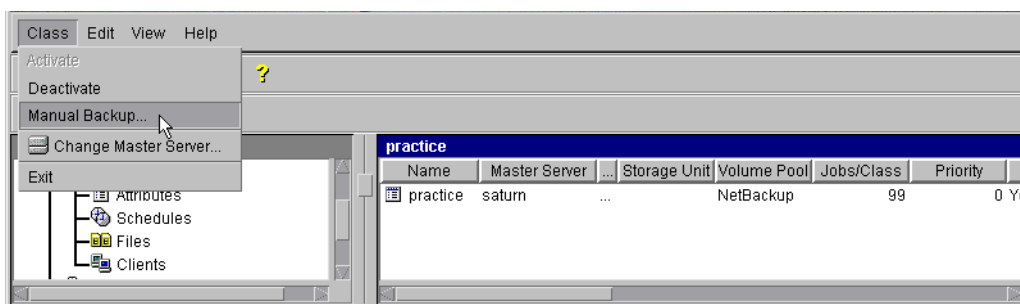 Class Edit View Help
Activate
Deactivate
Manual Backup...
Change Master Server...
Exit
Attributes
Schedules
Files
Clients
practice
Name Master Server ... Storage Unit Volume Pool Jobs/Class Priority
practice saturn ... NetBackup 99 0